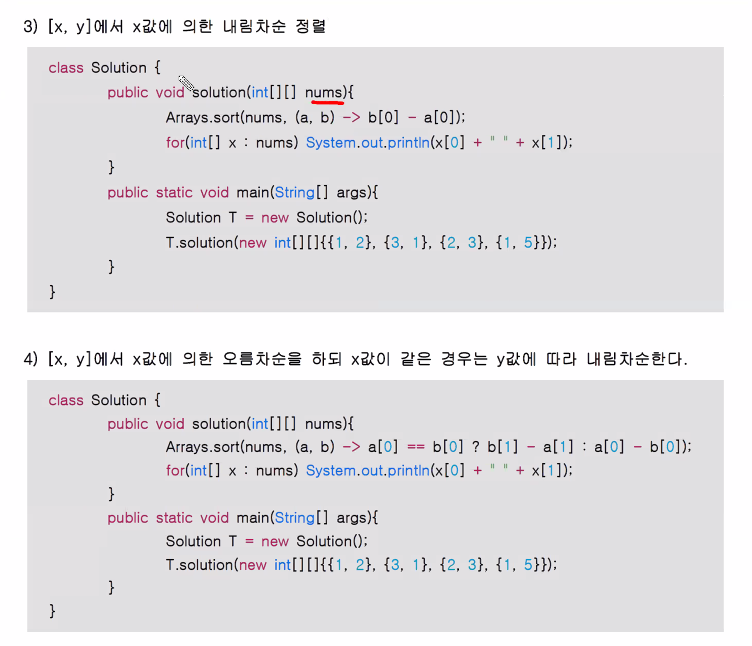 3) [x, y]에서 x값에 의한 내림차순 정렬
class Solution {
public void solution(int[][] nums){
Arrays.sort(nums, (a, b) -> b[0] - a[0]);
for(int[] x : nums) System.out.println(x[0] + " " + x[1]);
}
public static void main(String[] args){
Solution T = new Solution();
T.solution(new int[][]{{1, 2}, {3, 1}, {2, 3}, {1, 5}});
}
}
4) [x, y]에서 x값에 의한 오름차순을 하되 x값이 같은 경우는 y값에 따라 내림차순한다.
class Solution {
public void solution(int[][] nums){
Arrays.sort(nums, (a, b) -> a[0] == b[0] ? b[1] - a[1] : a[0] - b[0]);
for(int[] x : nums) System.out.println(x[0] + " " + x[1]);
}
public static void main(String[] args){
Solution T = new Solution();
T.solution(new int[][]{{1, 2}, {3, 1}, {2, 3}, {1, 5}});
}
}